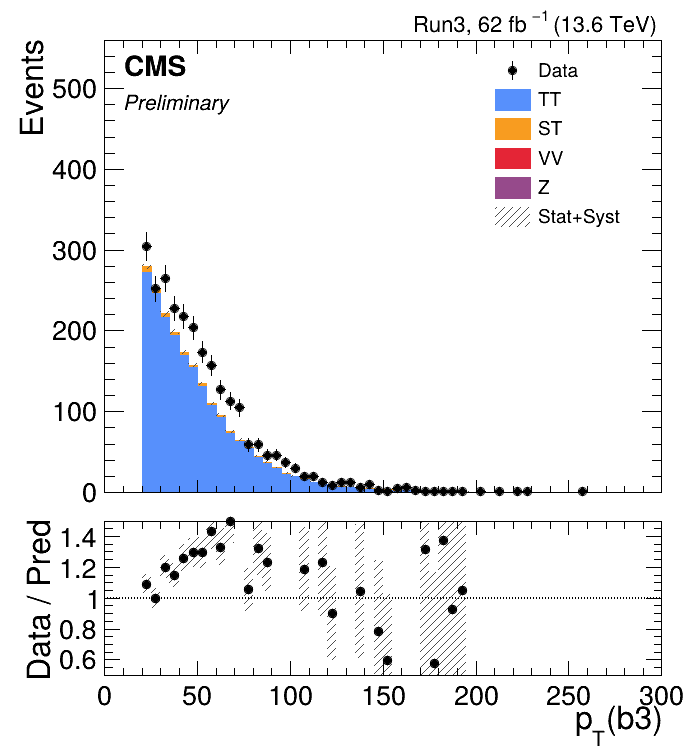 Run3, 62 fb⁻¹ (13.6 TeV)
CMS
Preliminary
Events
500
400
300
200
100
0
Data
TT
ST
VV
Z
Stat+Syst
Data / Pred
1.4
1.2
1
0.8
0.6
0 50 100 150 200 250 300
p_T(b3)